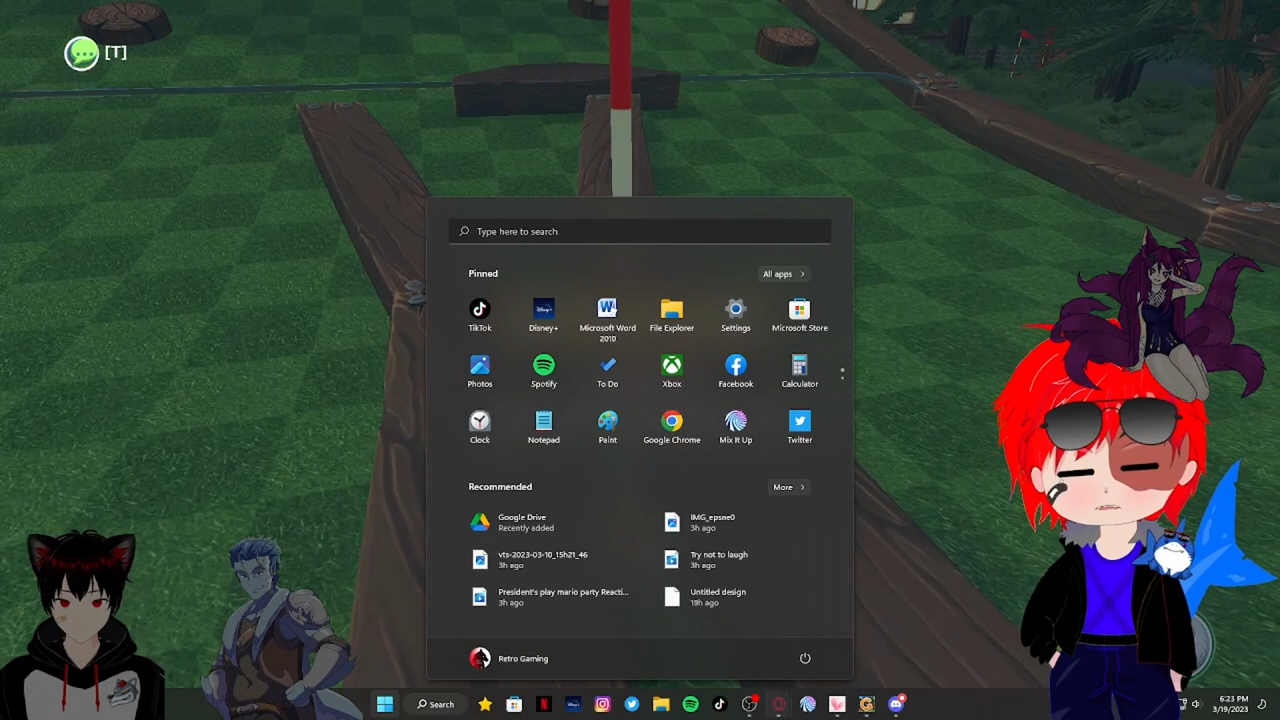 [T]
Type here to search
Pinned
All apps
TikTok
Disney+
Microsoft Word
2010
File Explorer
Settings
Microsoft Store
Photos
Spotify
To Do
Xbox
Facebook
Calculator
Clock
Notepad
Paint
Google Chrome
Mix It Up
Twitter
Recommended
More
Google Drive
Recently added
IMG_epsne0
3h ago
vts-2023-03-10_15h21_46
3h ago
Try not to laugh
3h ago
President's play mario party Reacti...
3h ago
Untitled design
19h ago
Retro Gaming
Search
6:23 PM
3/19/2023